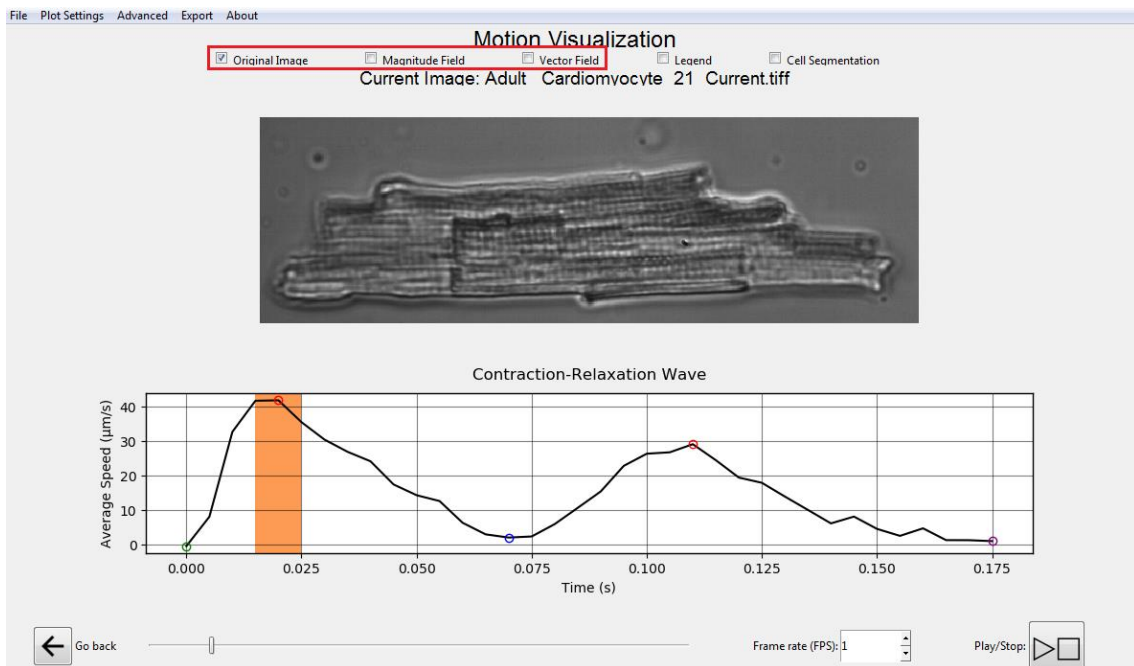 File Plot Settings Advanced Export About
Motion Visualization
Original Image Magnitude Field Vector Field Legend Cell Segmentation
Current Image: Adult Cardiomyocyte 21 Current.tiff
Contraction-Relaxation Wave
Average Speed (µm/s)
40
30
20
10
0
0.000 0.025 0.050 0.075 0.100 0.125 0.150 0.175
Time (s)
Go back Frame rate (FPS): 1 Play/Stop: